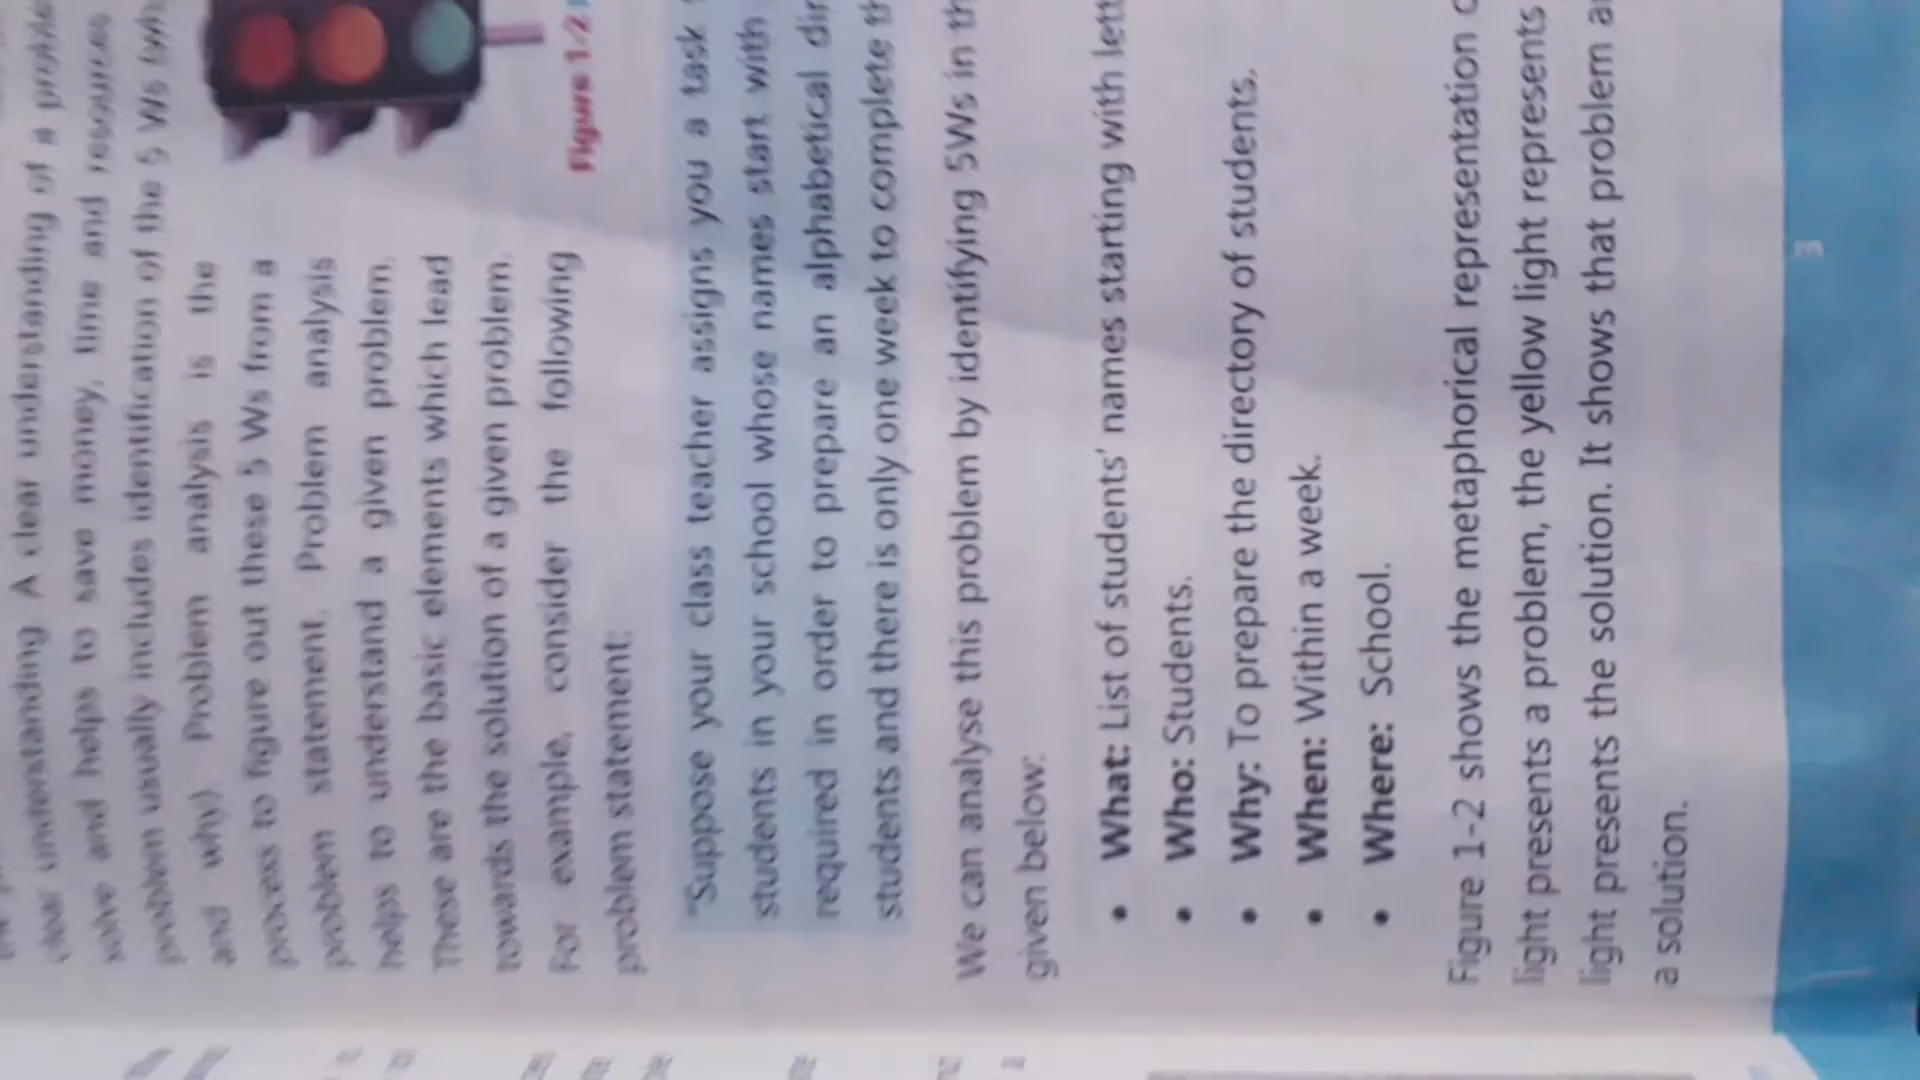 clear understanding. A clear understanding of a
solve and helps to save money, time and resources
problem usually includes identification of the 5 Ws
and why). Problem analysis is the
process to figure out these 5 Ws from a
problem statement. Problem analysis
helps to understand a given problem.
These are the basic elements which lead
towards the solution of a given problem.
For example, consider the following
problem statement:
Figure 1-2
"Suppose your class teacher assigns you a task
students in your school whose names start with
required in order to prepare an alphabetical
students and there is only one week to complete
We can analyse this problem by identifying 5Ws in
given below:
• What: List of students' names starting with
• Who: Students.
• Why: To prepare the directory of students.
• When: Within a week.
• Where: School.
Figure 1-2 shows the metaphorical representation
light presents a problem, the yellow light represents
light presents the solution. It shows that problem
a solution.
3